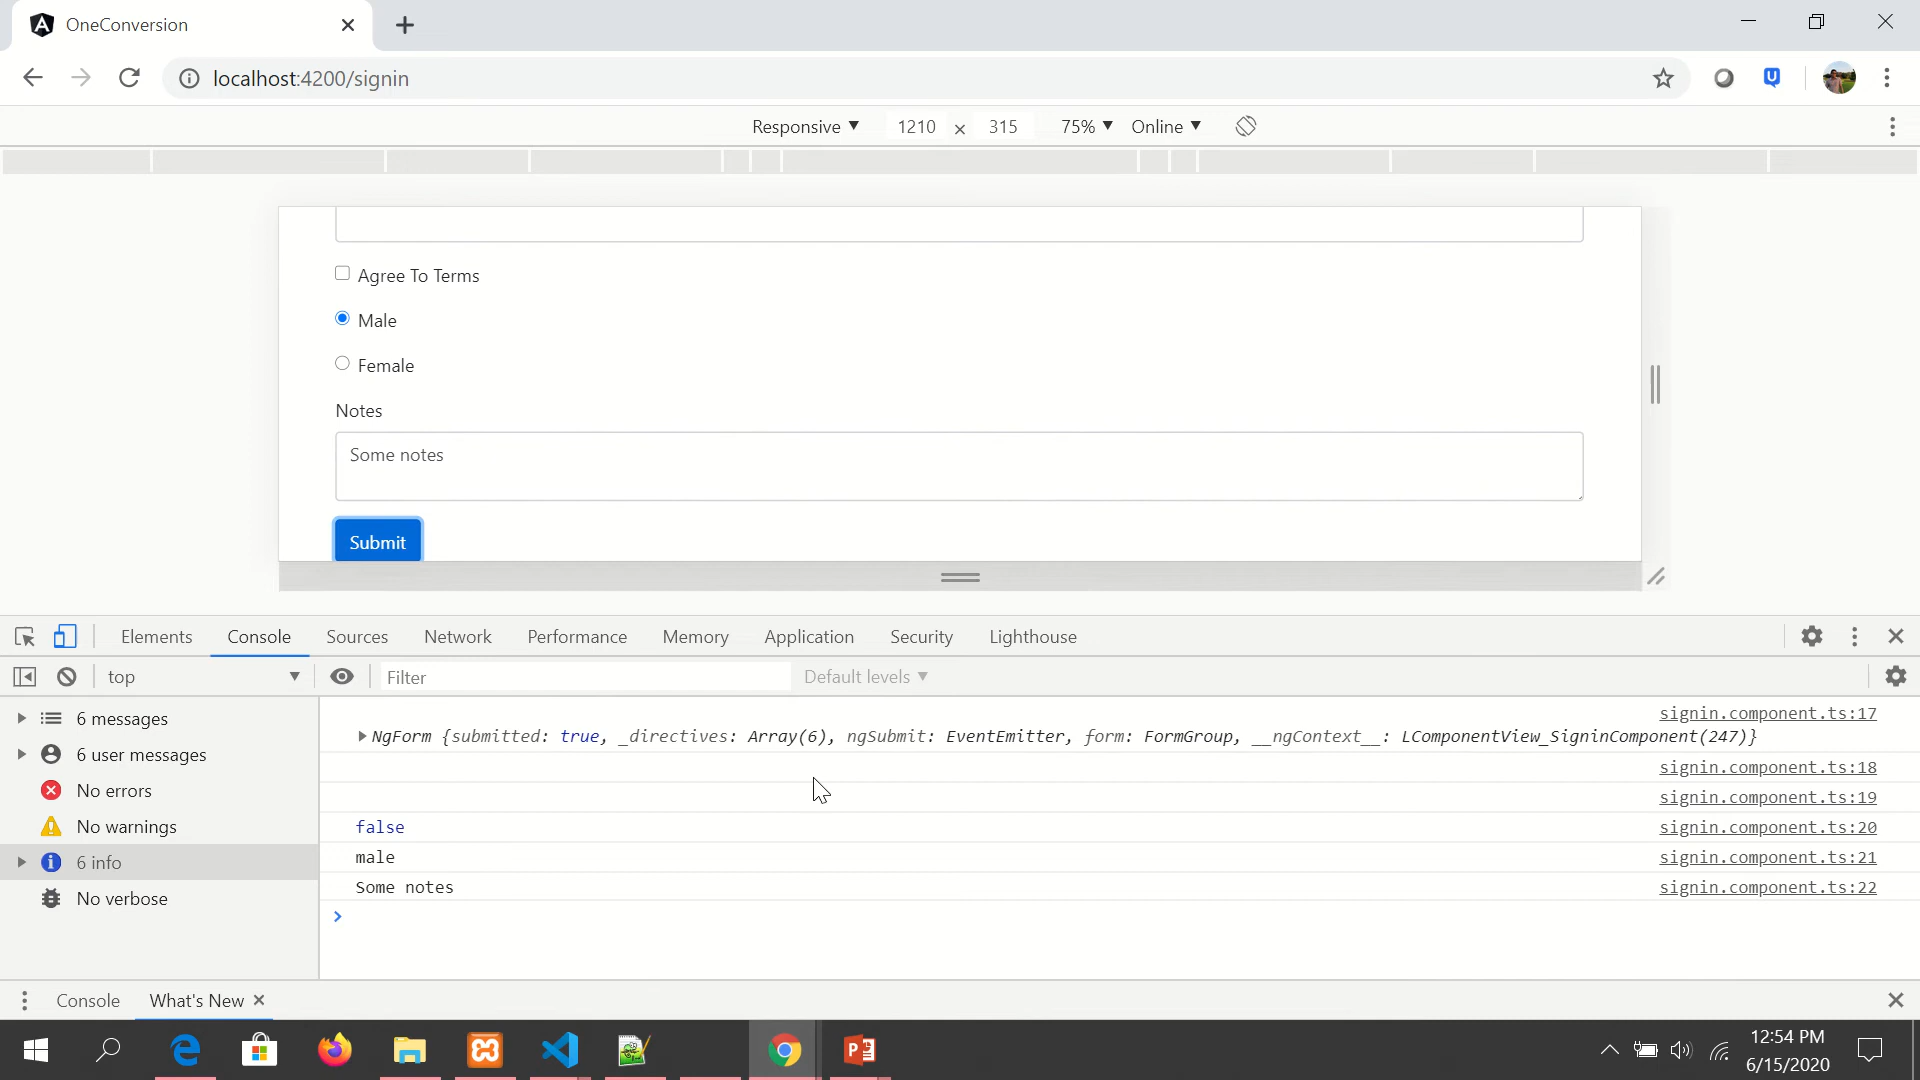 OneConversion
localhost:4200/signin
Responsive 1210 × 315 75% Online
Agree To Terms
Male
Female
Notes
Some notes
Submit
Elements Console Sources Network Performance Memory Application Security Lighthouse
top Filter Default levels
6 messages
6 user messages
No errors
No warnings
6 info
No verbose
signin.component.ts:17
NgForm {submitted: true, _directives: Array(6), ngSubmit: EventEmitter, form: FormGroup, __ngContext__: LComponentView_SigninComponent(247)}
signin.component.ts:18
signin.component.ts:19
false signin.component.ts:20
male signin.component.ts:21
Some notes signin.component.ts:22
Console What's New
12:54 PM
6/15/2020